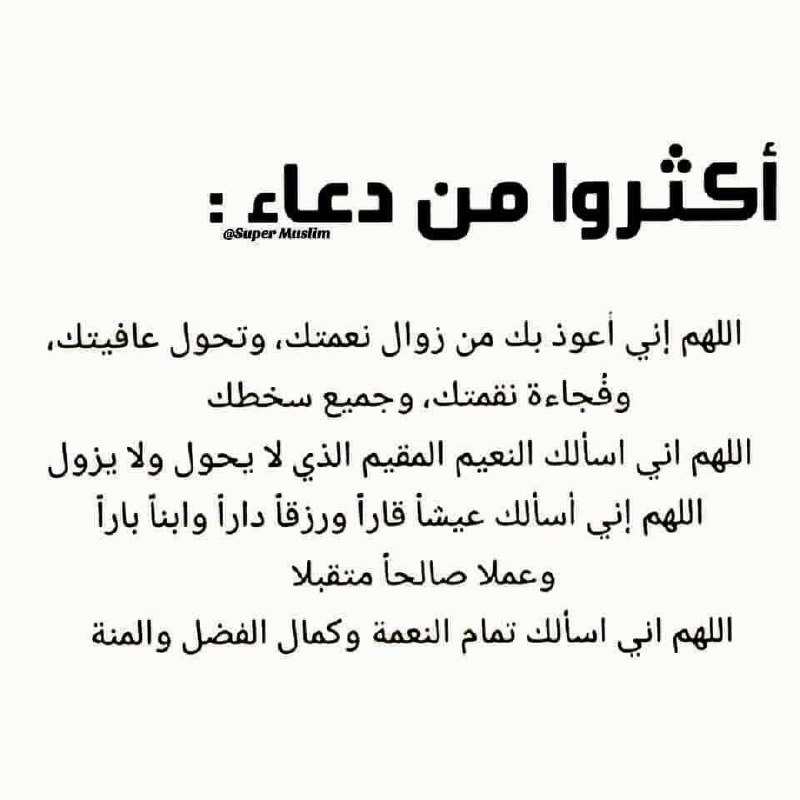 أكثروا من دعاء :
@Super Muslim
اللهم إني أعوذ بك من زوال نعمتك، وتحول عافيتك،
وفُجاءة نقمتك، وجميع سخطك
اللهم اني اسألك النعيم المقيم الذي لا يحول ولا يزول
اللهم إني أسألك عيشاً قاراً ورزقاً داراً وابناً باراً
وعملا صالحاً متقبلا
اللهم اني اسألك تمام النعمة وكمال الفضل والمنة